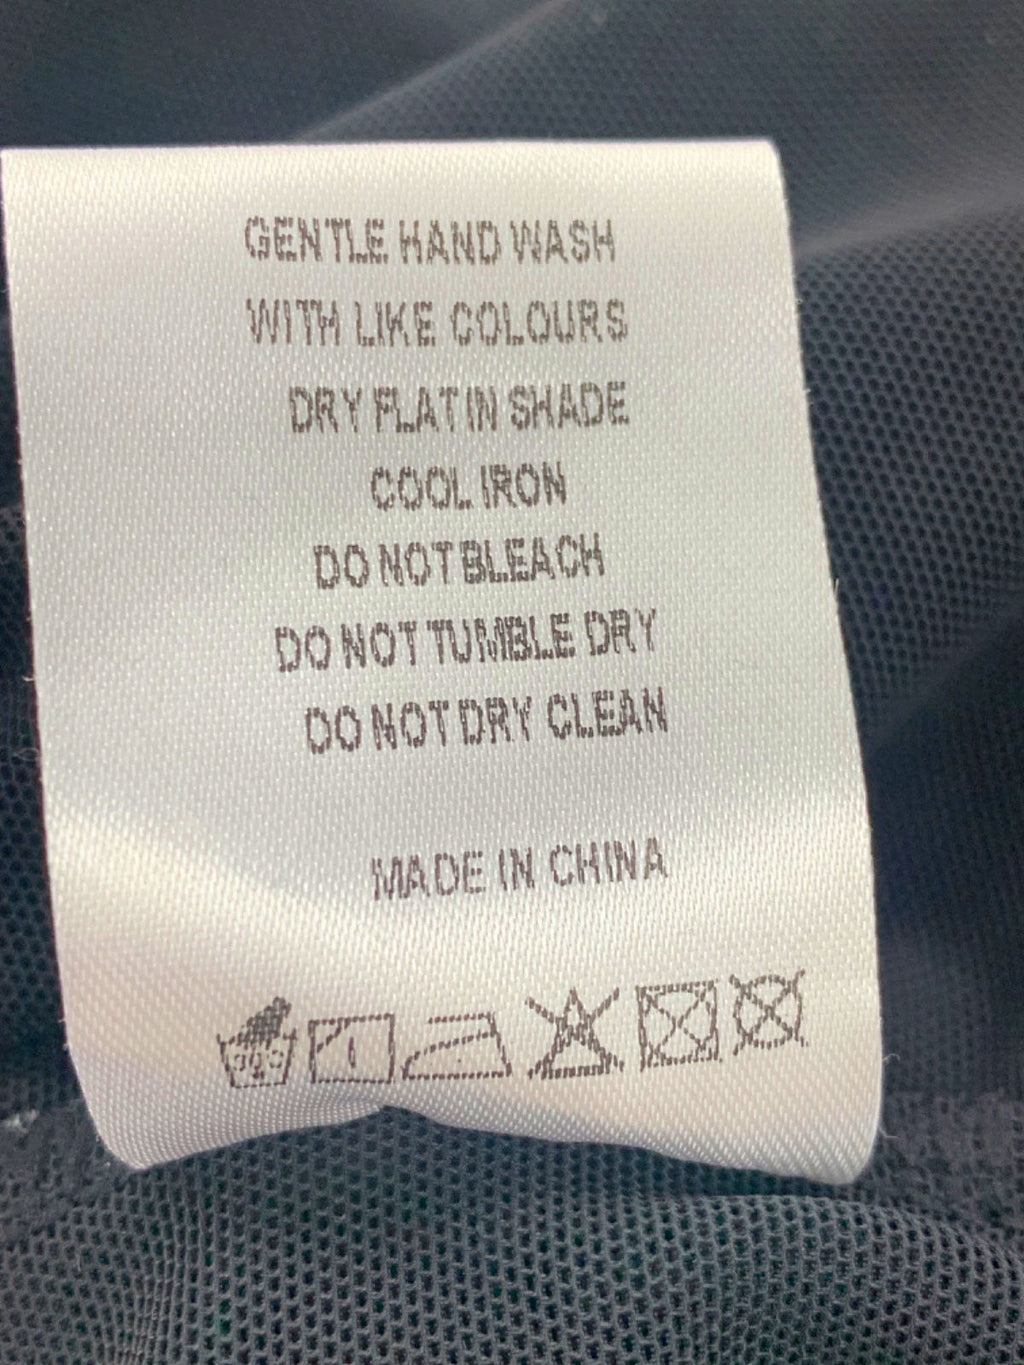 GENTLE HAND WASH
WITH LIKE COLOURS
DRY FLAT IN SHADE
COOL IRON
DO NOT BLEACH
DO NOT TUMBLE DRY
DO NOT DRY CLEAN
MADE IN CHINA